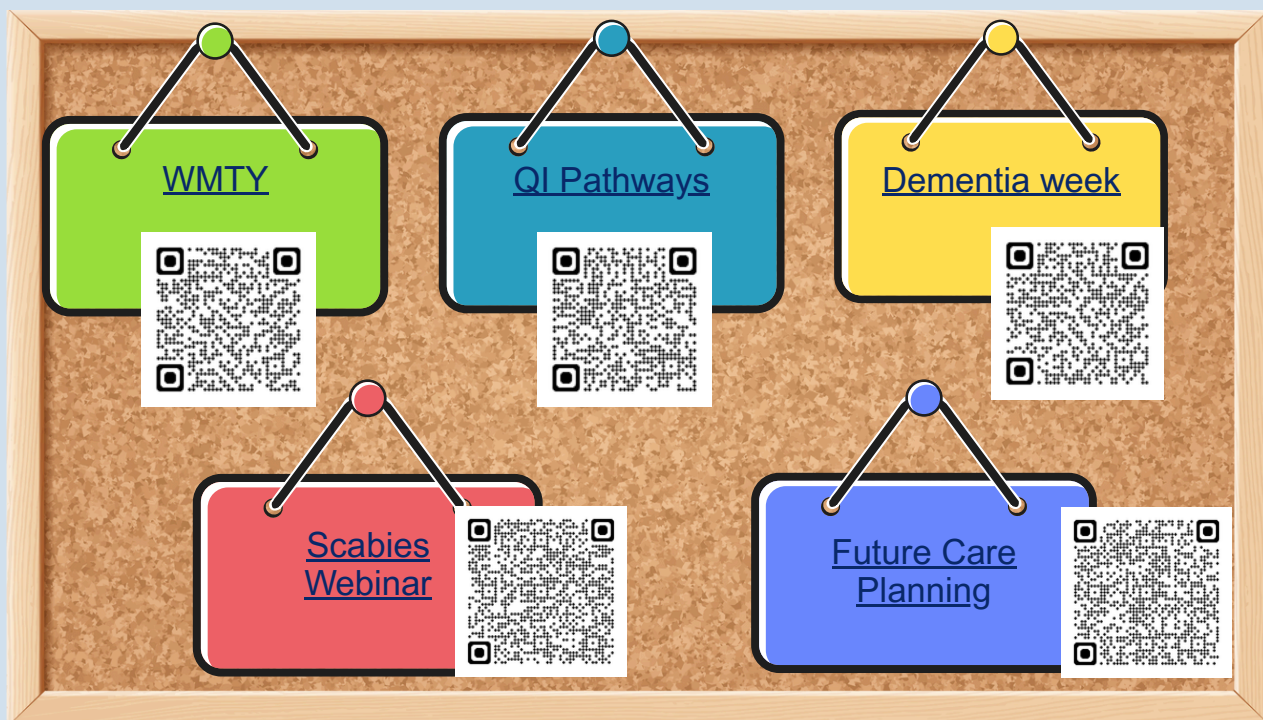 WMTY
QI Pathways
Dementia week
Scabies
Webinar
Future Care
Planning